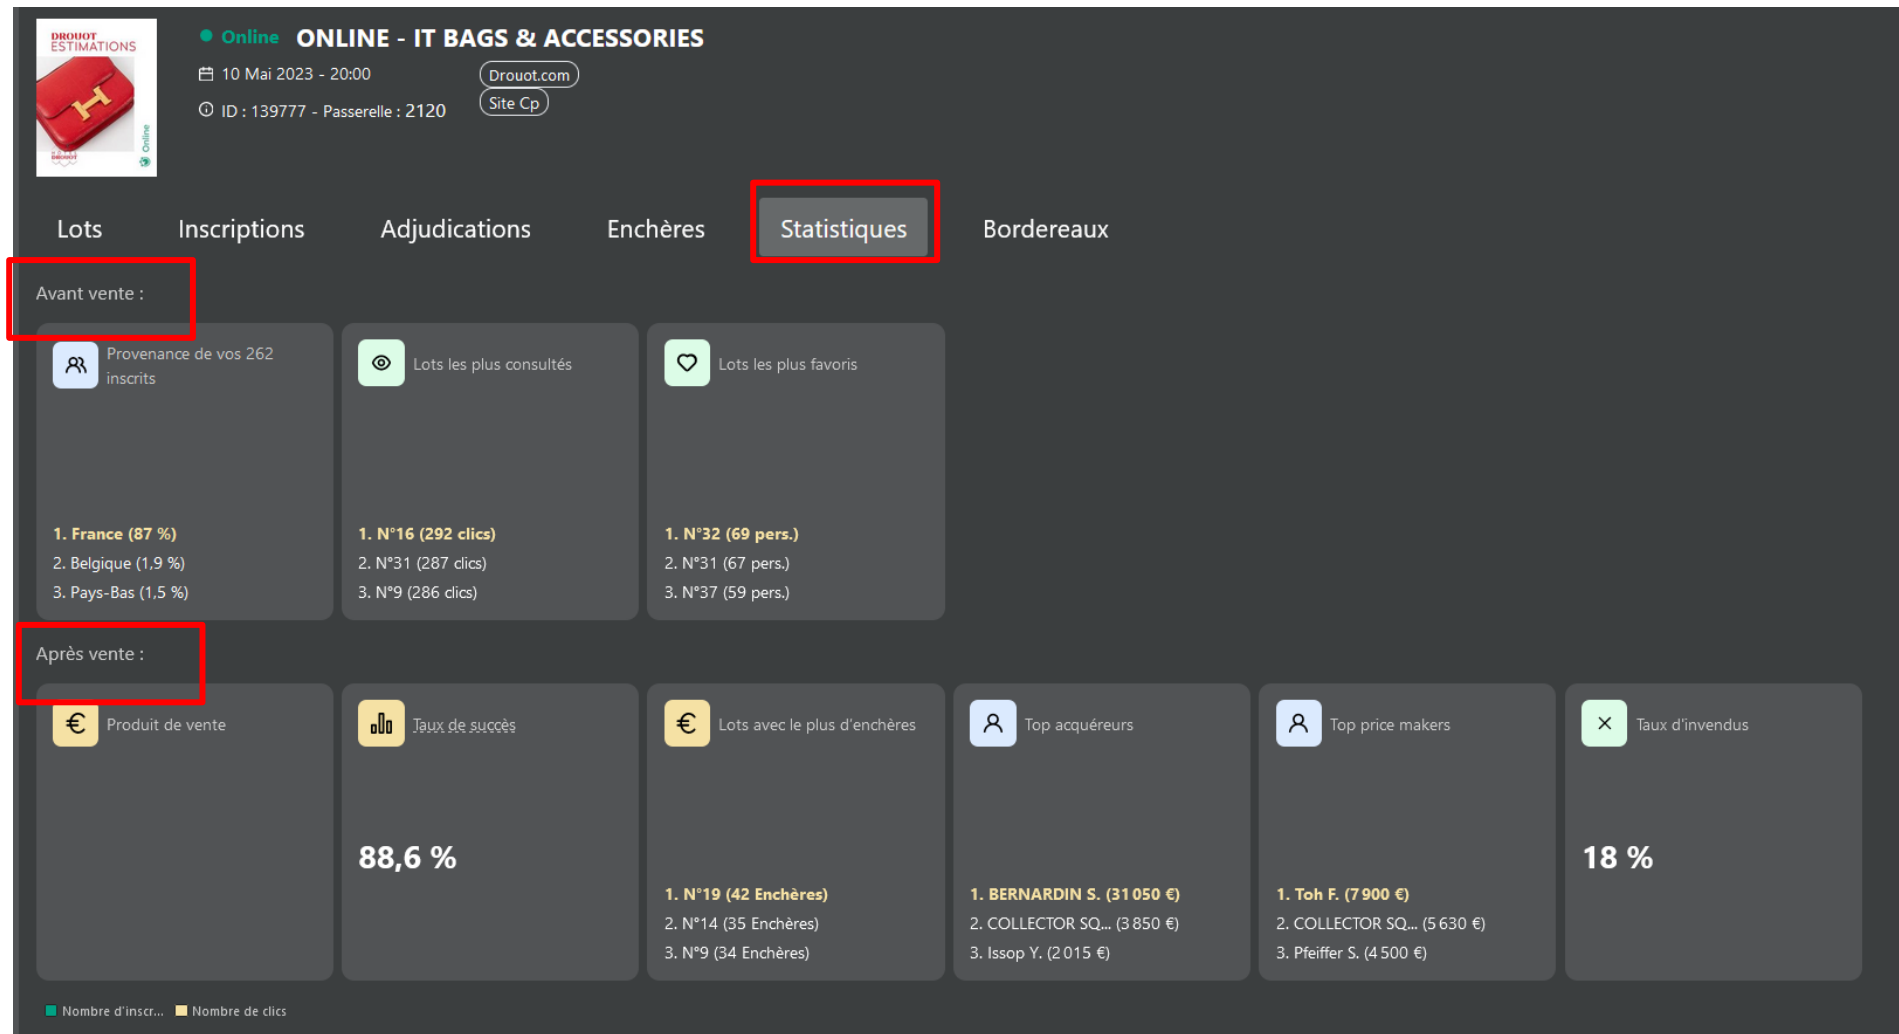 DROUOT
ESTIMATIONS
Online
DROUOT
Online ONLINE - IT BAGS & ACCESSORIES
10 Mai 2023 - 20:00
Drouot.com
ID : 139777 - Passerelle : 2120
Site Cp
Lots Inscriptions Adjudications Enchères Statistiques Bordereaux
Avant vente :
Provenance de vos 262
inscrits
1. France (87 %)
2. Belgique (1,9 %)
3. Pays-Bas (1,5 %)
Lots les plus consultés
1. N°16 (292 clics)
2. N°31 (287 clics)
3. N°9 (286 clics)
Lots les plus favoris
1. N°32 (69 pers.)
2. N°31 (67 pers.)
3. N°37 (59 pers.)
Après vente :
€ Produit de vente
Taux de succès
88,6 %
€ Lots avec le plus d'enchères
1. N°19 (42 Enchères)
2. N°14 (35 Enchères)
3. N°9 (34 Enchères)
Top acquéreurs
1. BERNARDIN S. (31 050 €)
2. COLLECTOR SQ... (3 850 €)
3. Issop Y. (2 015 €)
Top price makers
1. Toh F. (7 900 €)
2. COLLECTOR SQ... (5 630 €)
3. Pfeiffer S. (4 500 €)
Taux d'invendus
18 %
Nombre d'inscr... Nombre de clics